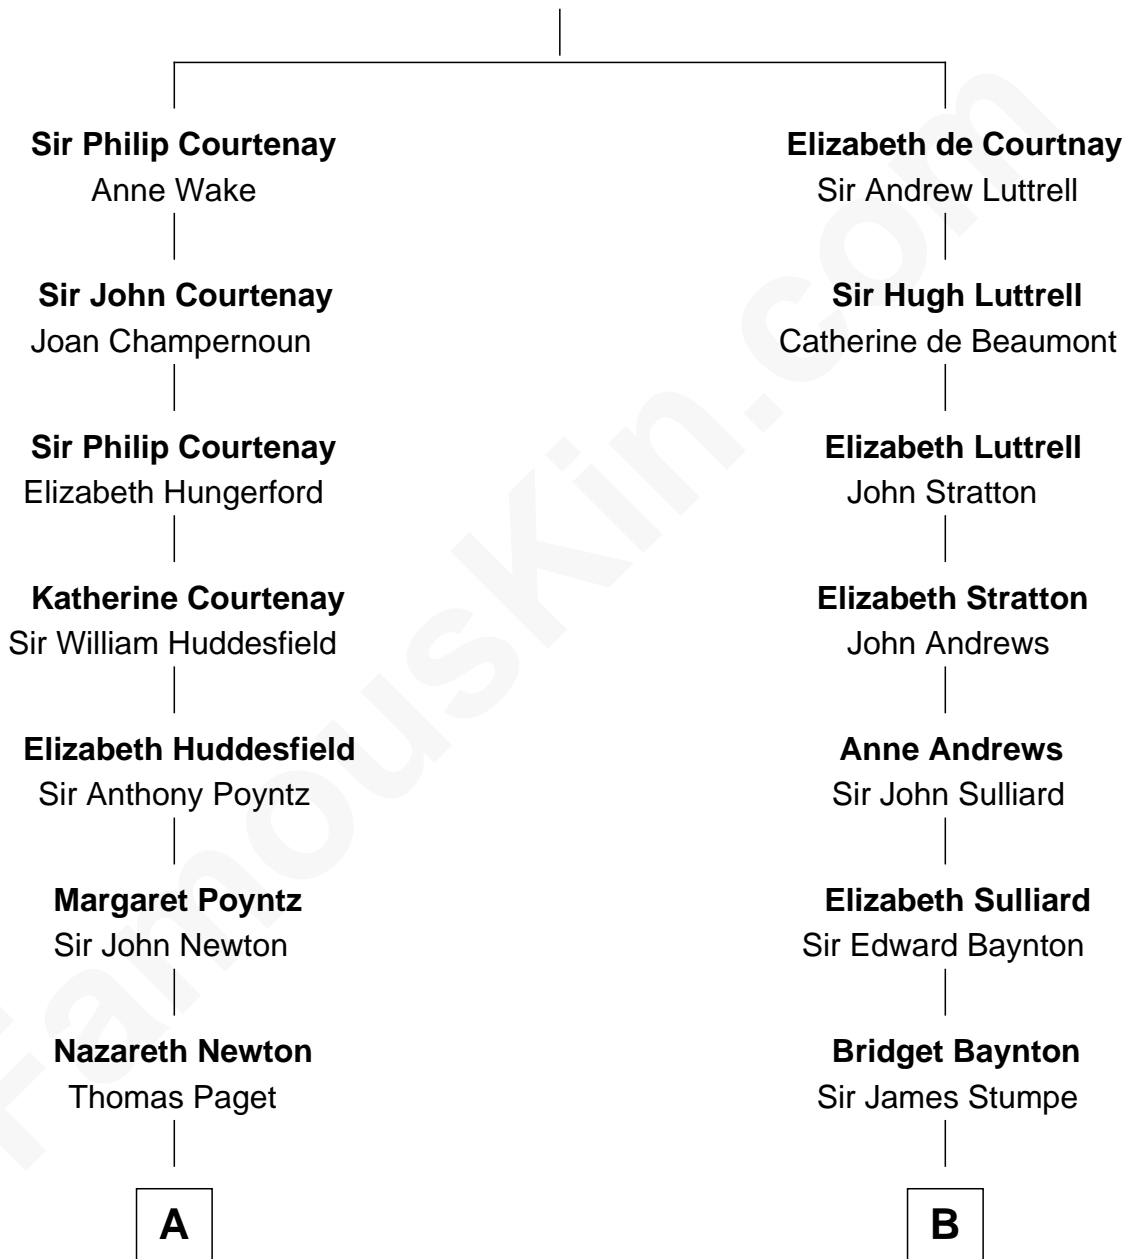 Sir Philip Courtenay
Anne Wake
Sir John Courtenay
Joan Champernoun
Sir Philip Courtenay
Elizabeth Hungerford
Katherine Courtenay
Sir William Huddesfield
Elizabeth Huddesfield
Sir Anthony Poyntz
Margaret Poyntz
Sir John Newton
Nazareth Newton
Thomas Paget
A
Elizabeth de Courtnay
Sir Andrew Luttrell
Sir Hugh Luttrell
Catherine de Beaumont
Elizabeth Luttrell
John Stratton
Elizabeth Stratton
John Andrews
Anne Andrews
Sir John Sulliard
Elizabeth Sulliard
Sir Edward Baynton
Bridget Baynton
Sir James Stumpe
B
FamousKin.com